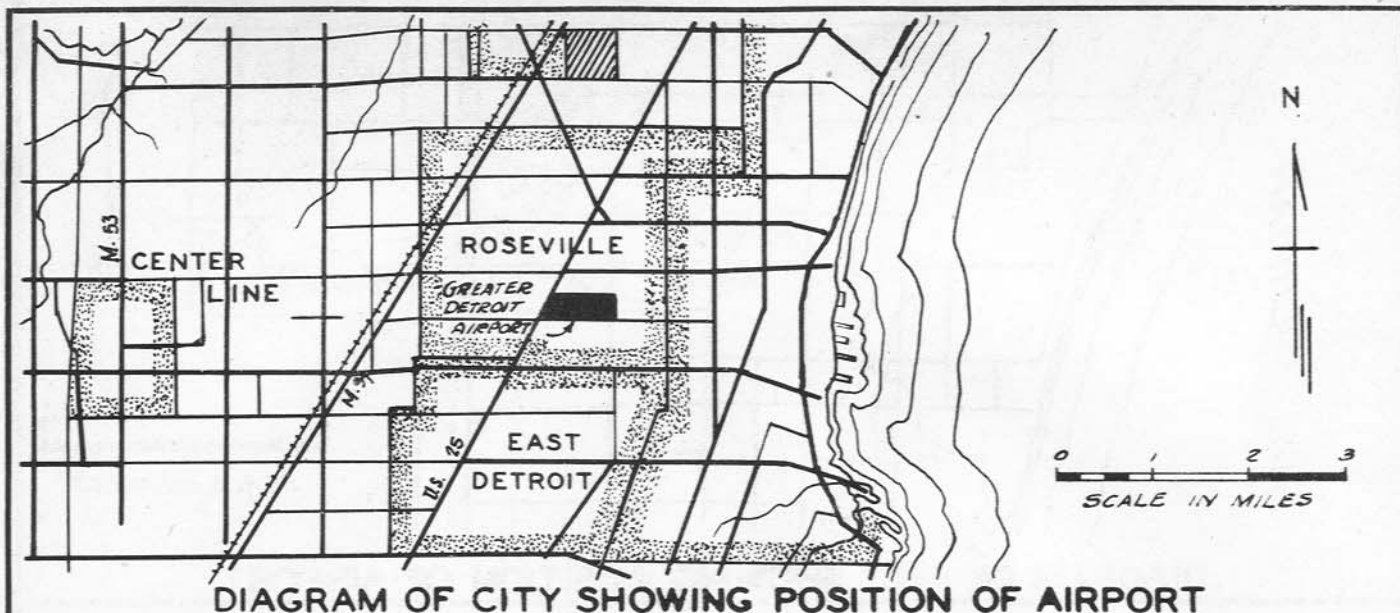 N
M. 53
CENTER
LINE
ROSEVILLE
GREATER
DETROIT
AIRPORT
M. 97
U.S. 25
EAST
DETROIT
0 1 2 3
SCALE IN MILES
DIAGRAM OF CITY SHOWING POSITION OF AIRPORT